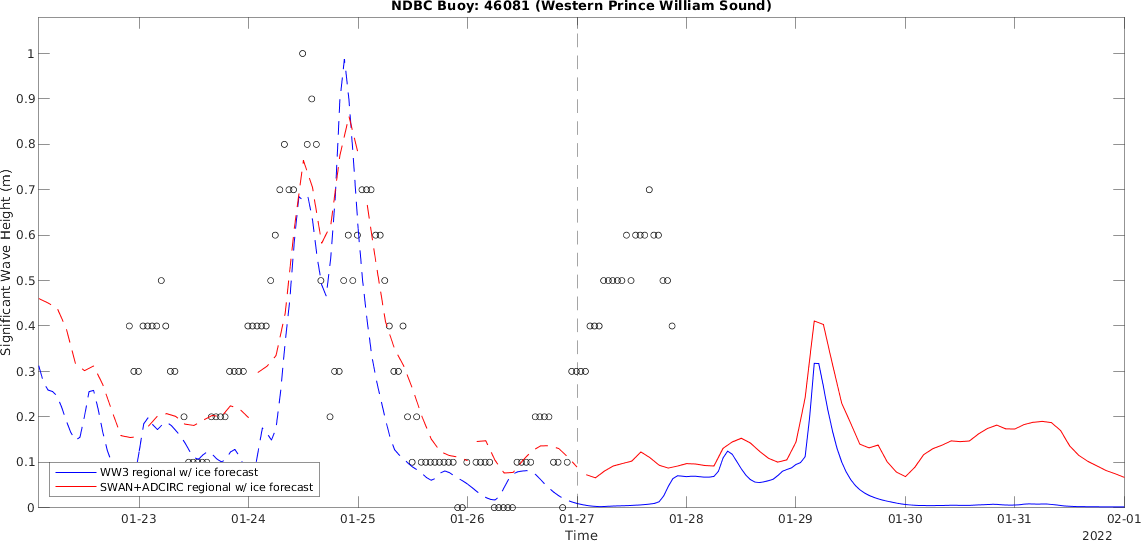 NDBC Buoy: 46081 (Western Prince William Sound)
Significant Wave Height (m)
1
0.9
0.8
0.7
0.6
0.5
0.4
0.3
0.2
0.1
0
WW3 regional w/ ice forecast
SWAN+ADCIRC regional w/ ice forecast
01-23 01-24 01-25 01-26 01-27 01-28 01-29 01-30 01-31 02-01
Time
2022